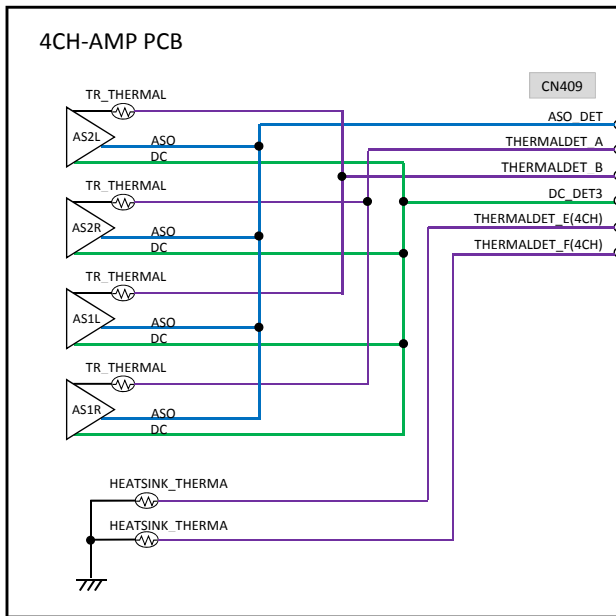 4CH-AMP PCB
CN409
TR_THERMAL
AS2L
ASO
DC
TR_THERMAL
AS2R
ASO
DC
TR_THERMAL
AS1L
ASO
DC
TR_THERMAL
AS1R
ASO
DC
ASO_DET
THERMALDET_A
THERMALDET_B
DC_DET3
THERMALDET_E(4CH)
THERMALDET_F(4CH)
HEATSINK_THERMA
HEATSINK_THERMA